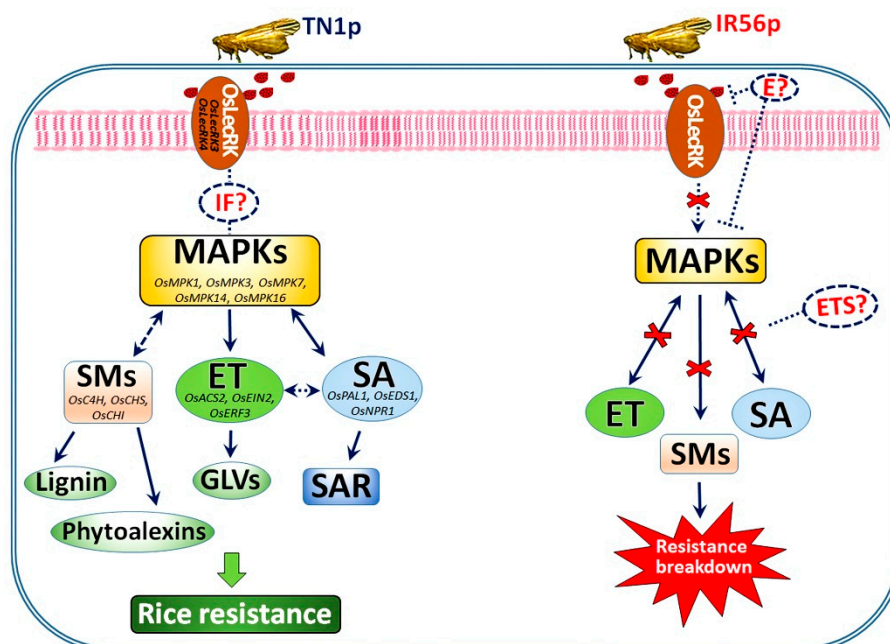 TN1p
OsLecRK
OsLecRK3
OsLecRK4
IF?
MAPKs
OsMPK1, OsMPK3, OsMPK7,
OsMPK14, OsMPK16
SMs
OsC4H, OsCHS,
OsCHI
ET
OsACS2, OsEIN2,
OsERF3
SA
OsPAL1, OsEDS1,
OsNPR1
Lignin
Phytoalexins
GLVs
SAR
Rice resistance
IR56p
OsLecRK
E?
MAPKs
ETS?
ET
SMs
SA
Resistance
breakdown